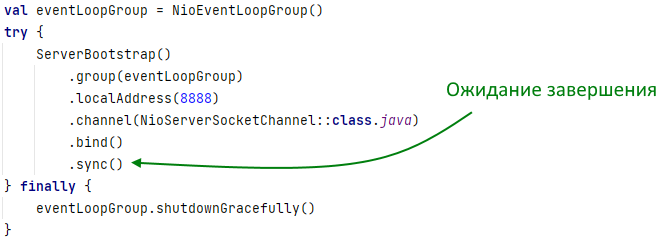 val eventLoopGroup = NioEventLoopGroup()
try {
    ServerBootstrap()
        .group(eventLoopGroup)
        .localAddress(8888)
        .channel(NioServerSocketChannel::class.java)
        .bind()
        .sync()
} finally {
    eventLoopGroup.shutdownGracefully()
}
Ожидание завершения